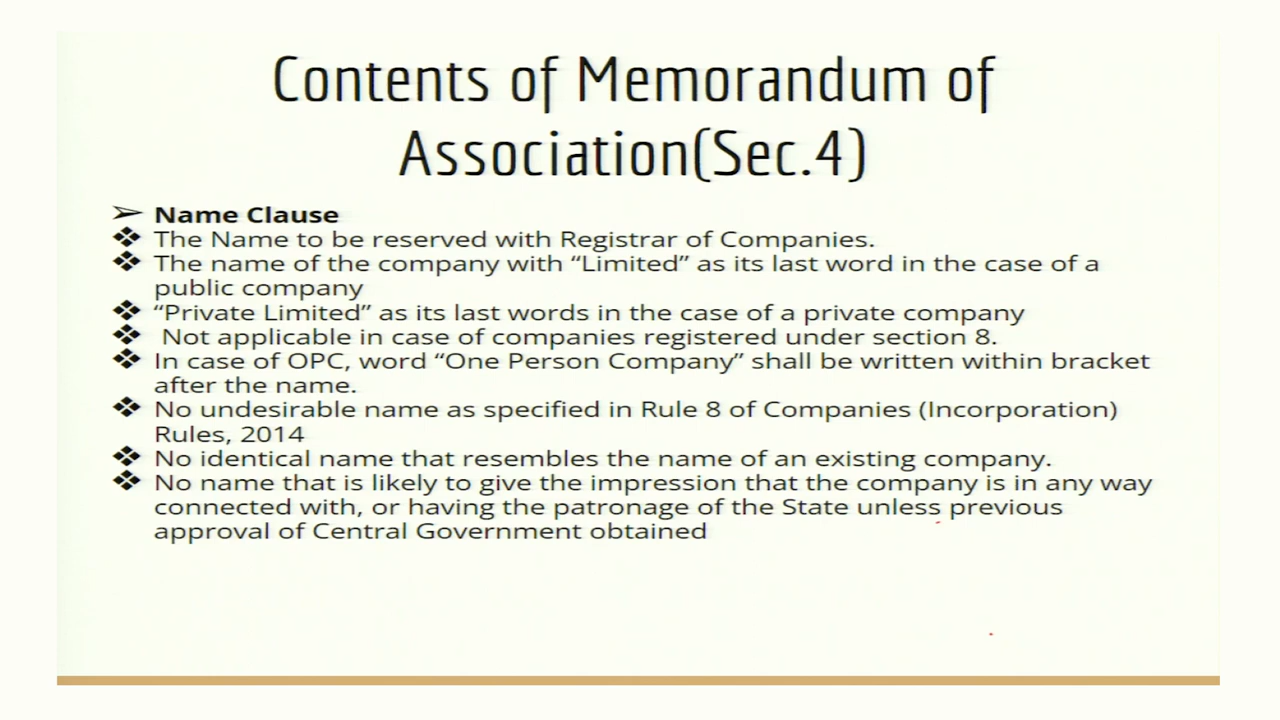 Contents of Memorandum of
Association(Sec.4)
➢ Name Clause
❖ The Name to be reserved with Registrar of Companies.
❖ The name of the company with “Limited” as its last word in the case of a
public company
❖ “Private Limited” as its last words in the case of a private company
❖ Not applicable in case of companies registered under section 8.
❖ In case of OPC, word “One Person Company” shall be written within bracket
after the name.
❖ No undesirable name as specified in Rule 8 of Companies (Incorporation)
Rules, 2014
❖ No identical name that resembles the name of an existing company.
❖ No name that is likely to give the impression that the company is in any way
connected with, or having the patronage of the State unless previous
approval of Central Government obtained